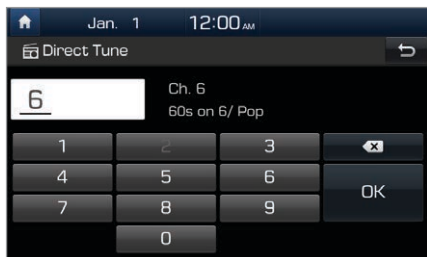 Jan. 1 12:00 AM
Direct Tune
6
Ch. 6
60s on 6/ Pop
1 2 3
4 5 6 OK
7 8 9
0